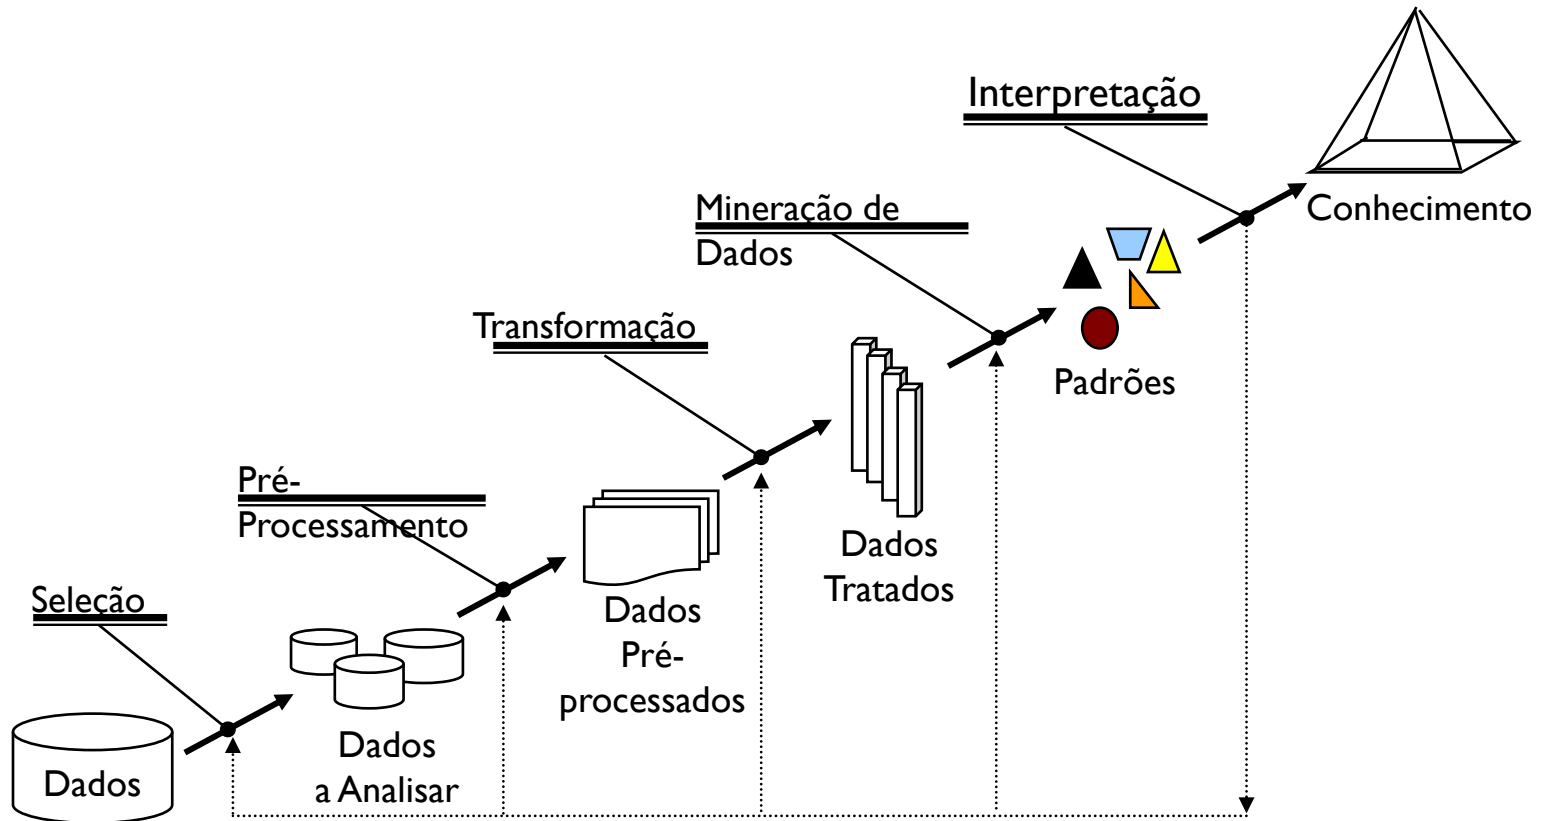 Interpretação
Conhecimento
Mineração de
Dados
Padrões
Transformação
Dados
Tratados
Pré-
Processamento
Dados
Pré-
processados
Seleção
Dados
a Analisar
Dados